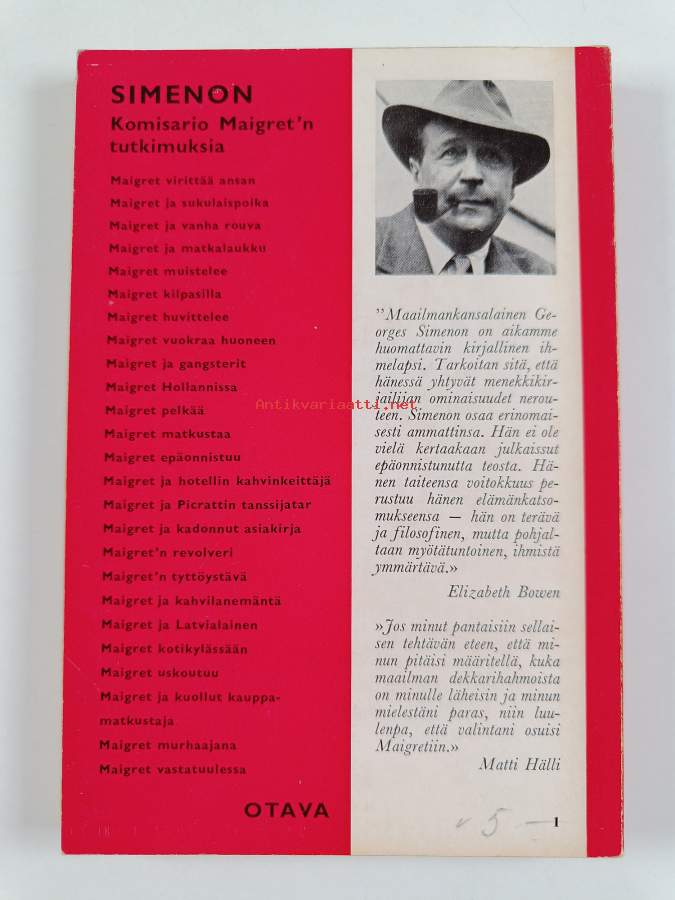 SIMENON
Komisario Maigret'n
tutkimuksia
Maigret virittää ansan
Maigret ja sukulaispoika
Maigret ja vanha rouva
Maigret ja matkalaukku
Maigret muistelee
Maigret kilpasilla
Maigret huvittelee
Maigret vuokraa huoneen
Maigret ja gangsterit
Maigret Hollannissa
Maigret pelkää
Maigret matkustaa
Maigret epäonnistuu
Maigret ja hotellin kahvinkeittäjä
Maigret ja Picrattin tanssijatar
Maigret ja kadonnut asiakirja
Maigret'n revolveri
Maigret'n tyttöystävä
Maigret ja kahvilanemäntä
Maigret ja Latvialainen
Maigret kotikylässään
Maigret uskoutuu
Maigret ja kuollut kauppa-
matkustaja
Maigret murhaajana
Maigret vastatuulessa
OTAVA
"Maailmankansalainen Ge-
orges Simenon on aikamme
huomattavin kirjallinen ih-
melapsi. Tarkoitan sitä, että
hänessä yhtyvät menekkikir-
jailijan ominaisuudet nerou-
teen. Simenon osaa erinomai-
sesti ammattinsa. Hän ei ole
vielä kertaakaan julkaissut
epäonnistunutta teosta. Hä-
nen taiteensa voitokkuus pe-
rustuu hänen elämänkatso-
mukseensa — hän on terävä
ja filosofinen, mutta pohjal-
taan myötätuntoinen, ihmistä
ymmärtävä.»
Elizabeth Bowen
»Jos minut pantaisiin sellai-
sen tehtävän eteen, että mi-
nun pitäisi määritellä, kuka
maailman dekkarihahmoista
on minulle läheisin ja minun
mielestäni paras, niin luu-
lenpa, että valintani osuisi
Maigretiin.»
Matti Hälli
5 —
1
Antikvariaatti.net